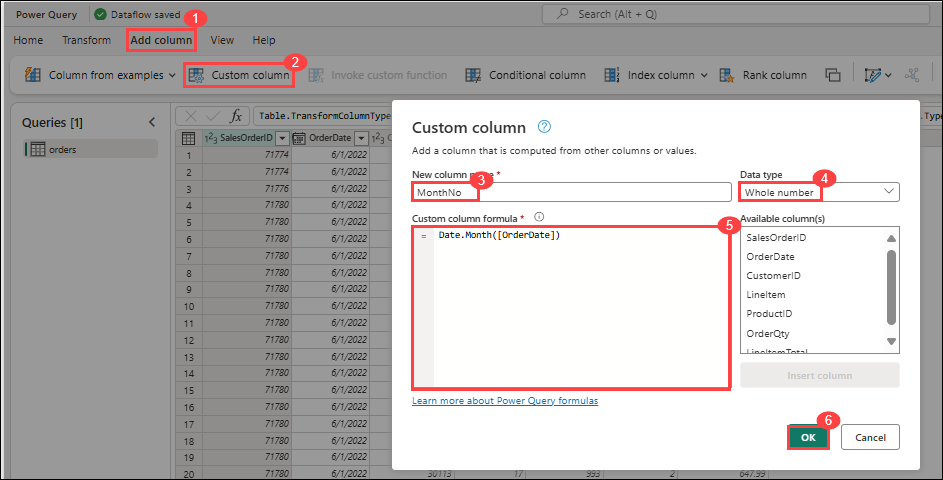 Power Query Dataflow saved Search (Alt + Q)
1
Home Transform Add column View Help
2
Column from examples Custom column Invoke custom function Conditional column Index column Rank column
Queries [1]
fx Table.TransformColumnType
orders
SalesOrderID OrderDate
1 71774 6/1/2022
2 71774 6/1/2022
3 71776 6/1/2022
4 71780 6/1/2022
5 71780 6/1/2022
6 71780 6/1/2022
7 71780 6/1/2022
8 71780 6/1/2022
9 71780 6/1/2022
10 71780 6/1/2022
11 71780 6/1/2022
12 71780 6/1/2022
13 71780 6/1/2022
14 71780 6/1/2022
15 71780 6/1/2022
16 71780 6/1/2022
17 71780 6/1/2022
18 71780 6/1/2022
19 71780 6/1/2022
20 71780 6/1/2022 30113 17 993 2 847.99
Custom column
Add a column that is computed from other columns or values.
New column * 3 Data type 4
MonthNo Whole number
Custom column formula * 5 Available column(s)
= Date.Month([OrderDate])
SalesOrderID
OrderDate
CustomerID
LineItem
ProductID
OrderQty
LineItemTotal
Insert column
Learn more about Power Query formulas
6
OK Cancel